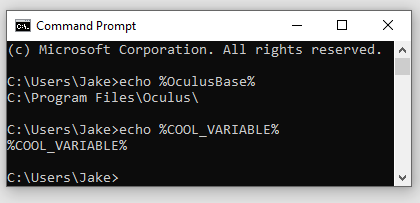 Command Prompt
(c) Microsoft Corporation. All rights reserved.
C:\Users\Jake>echo %OculusBase%
C:\Program Files\Oculus\
C:\Users\Jake>echo %COOL_VARIABLE%
%COOL_VARIABLE%
C:\Users\Jake>